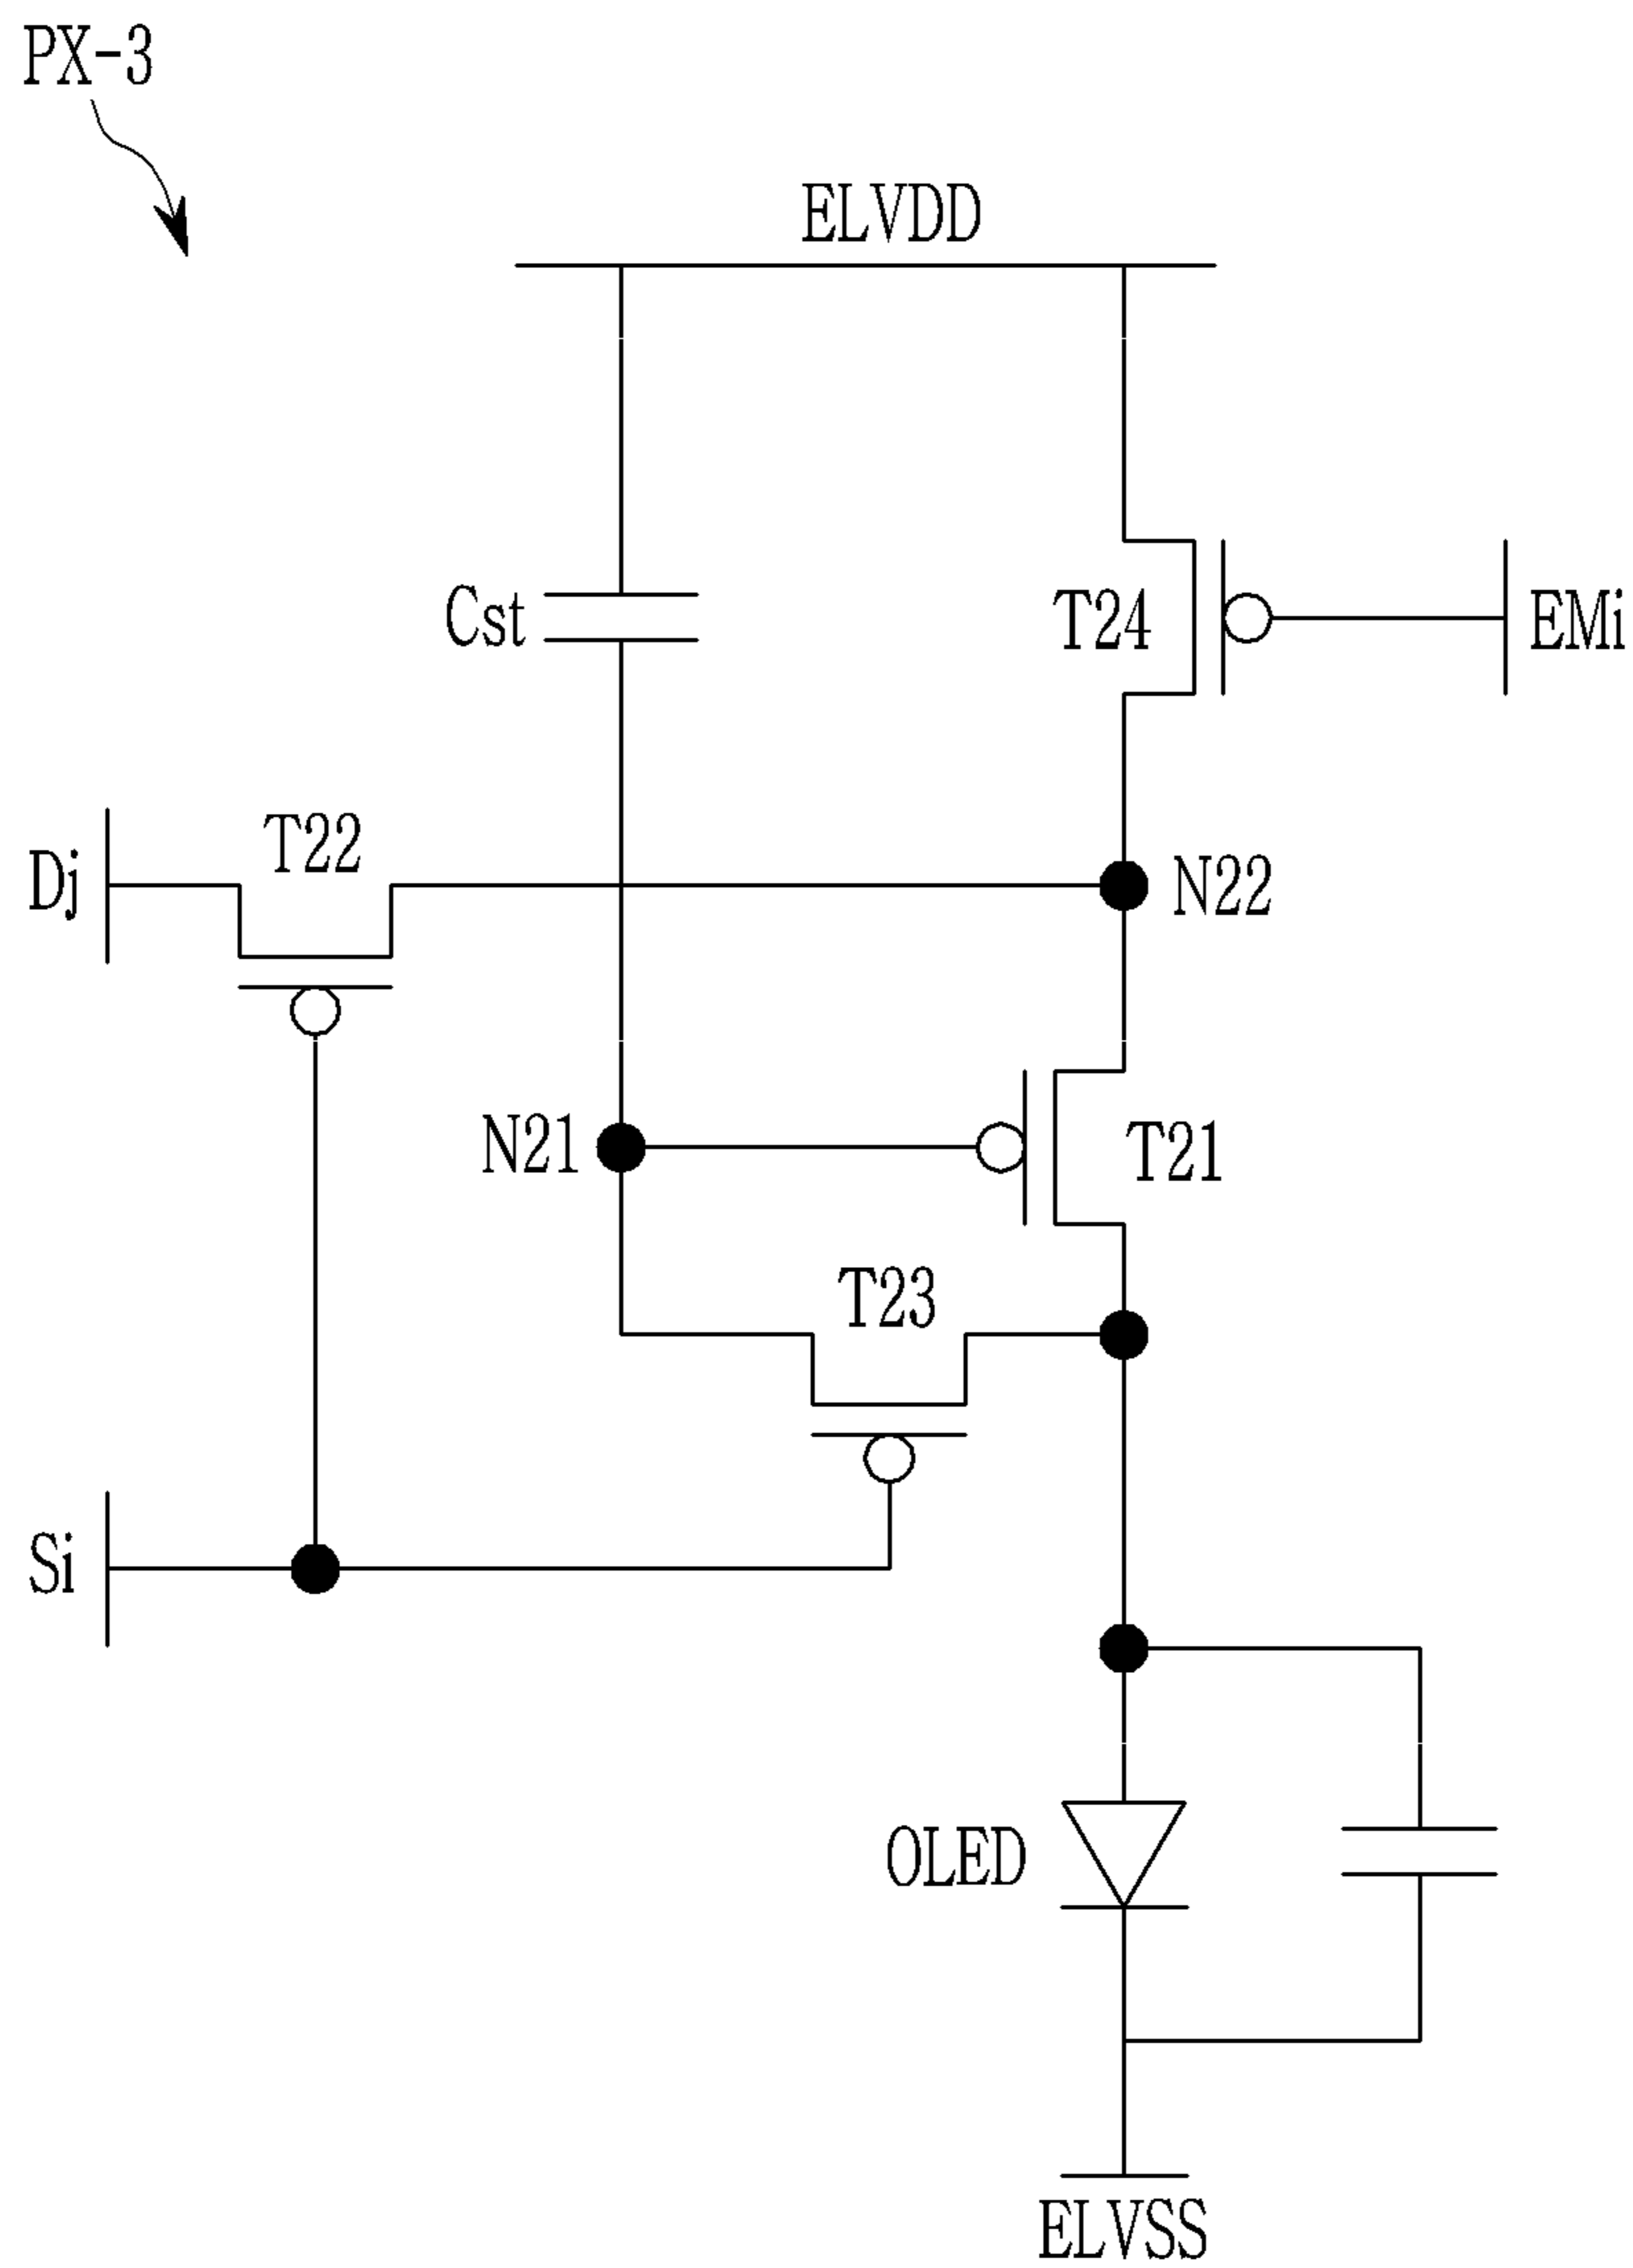 PX-3
ELVDD
Cst
T24
EMi
Dj
T22
N22
N21
T21
T23
Si
OLED
ELVSS